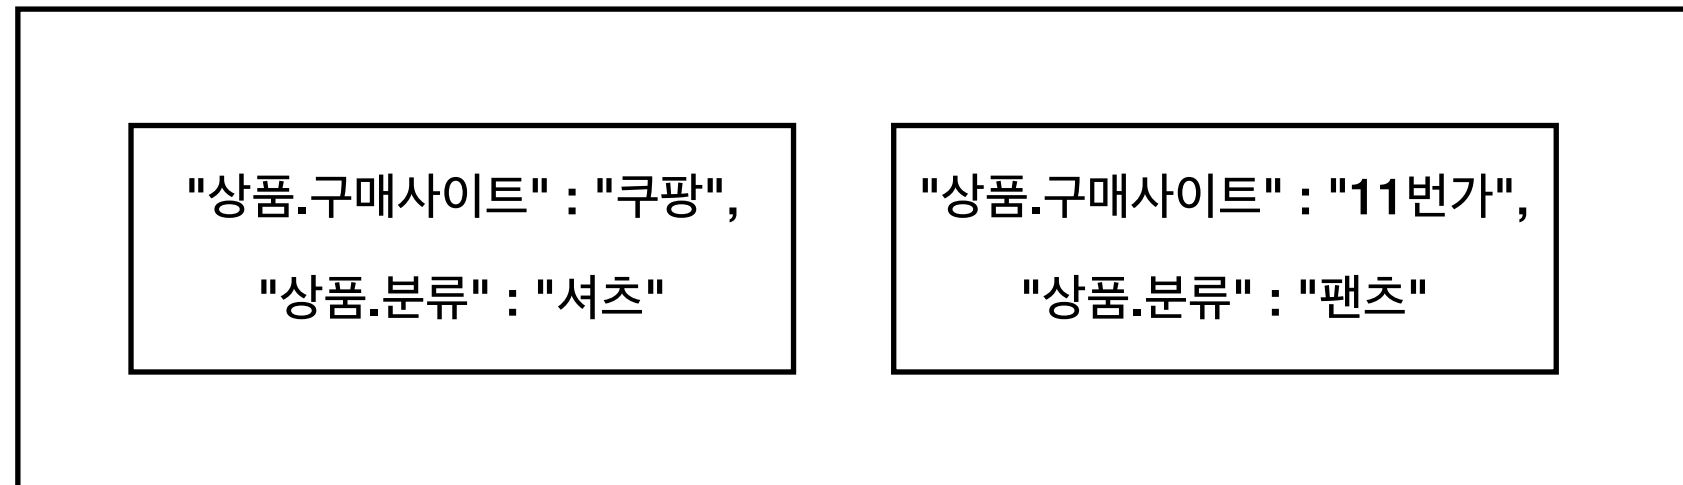 "상품.구매사이트" : "쿠팡",
"상품.분류" : "셔츠"
"상품.구매사이트" : "11번가",
"상품.분류" : "팬츠"